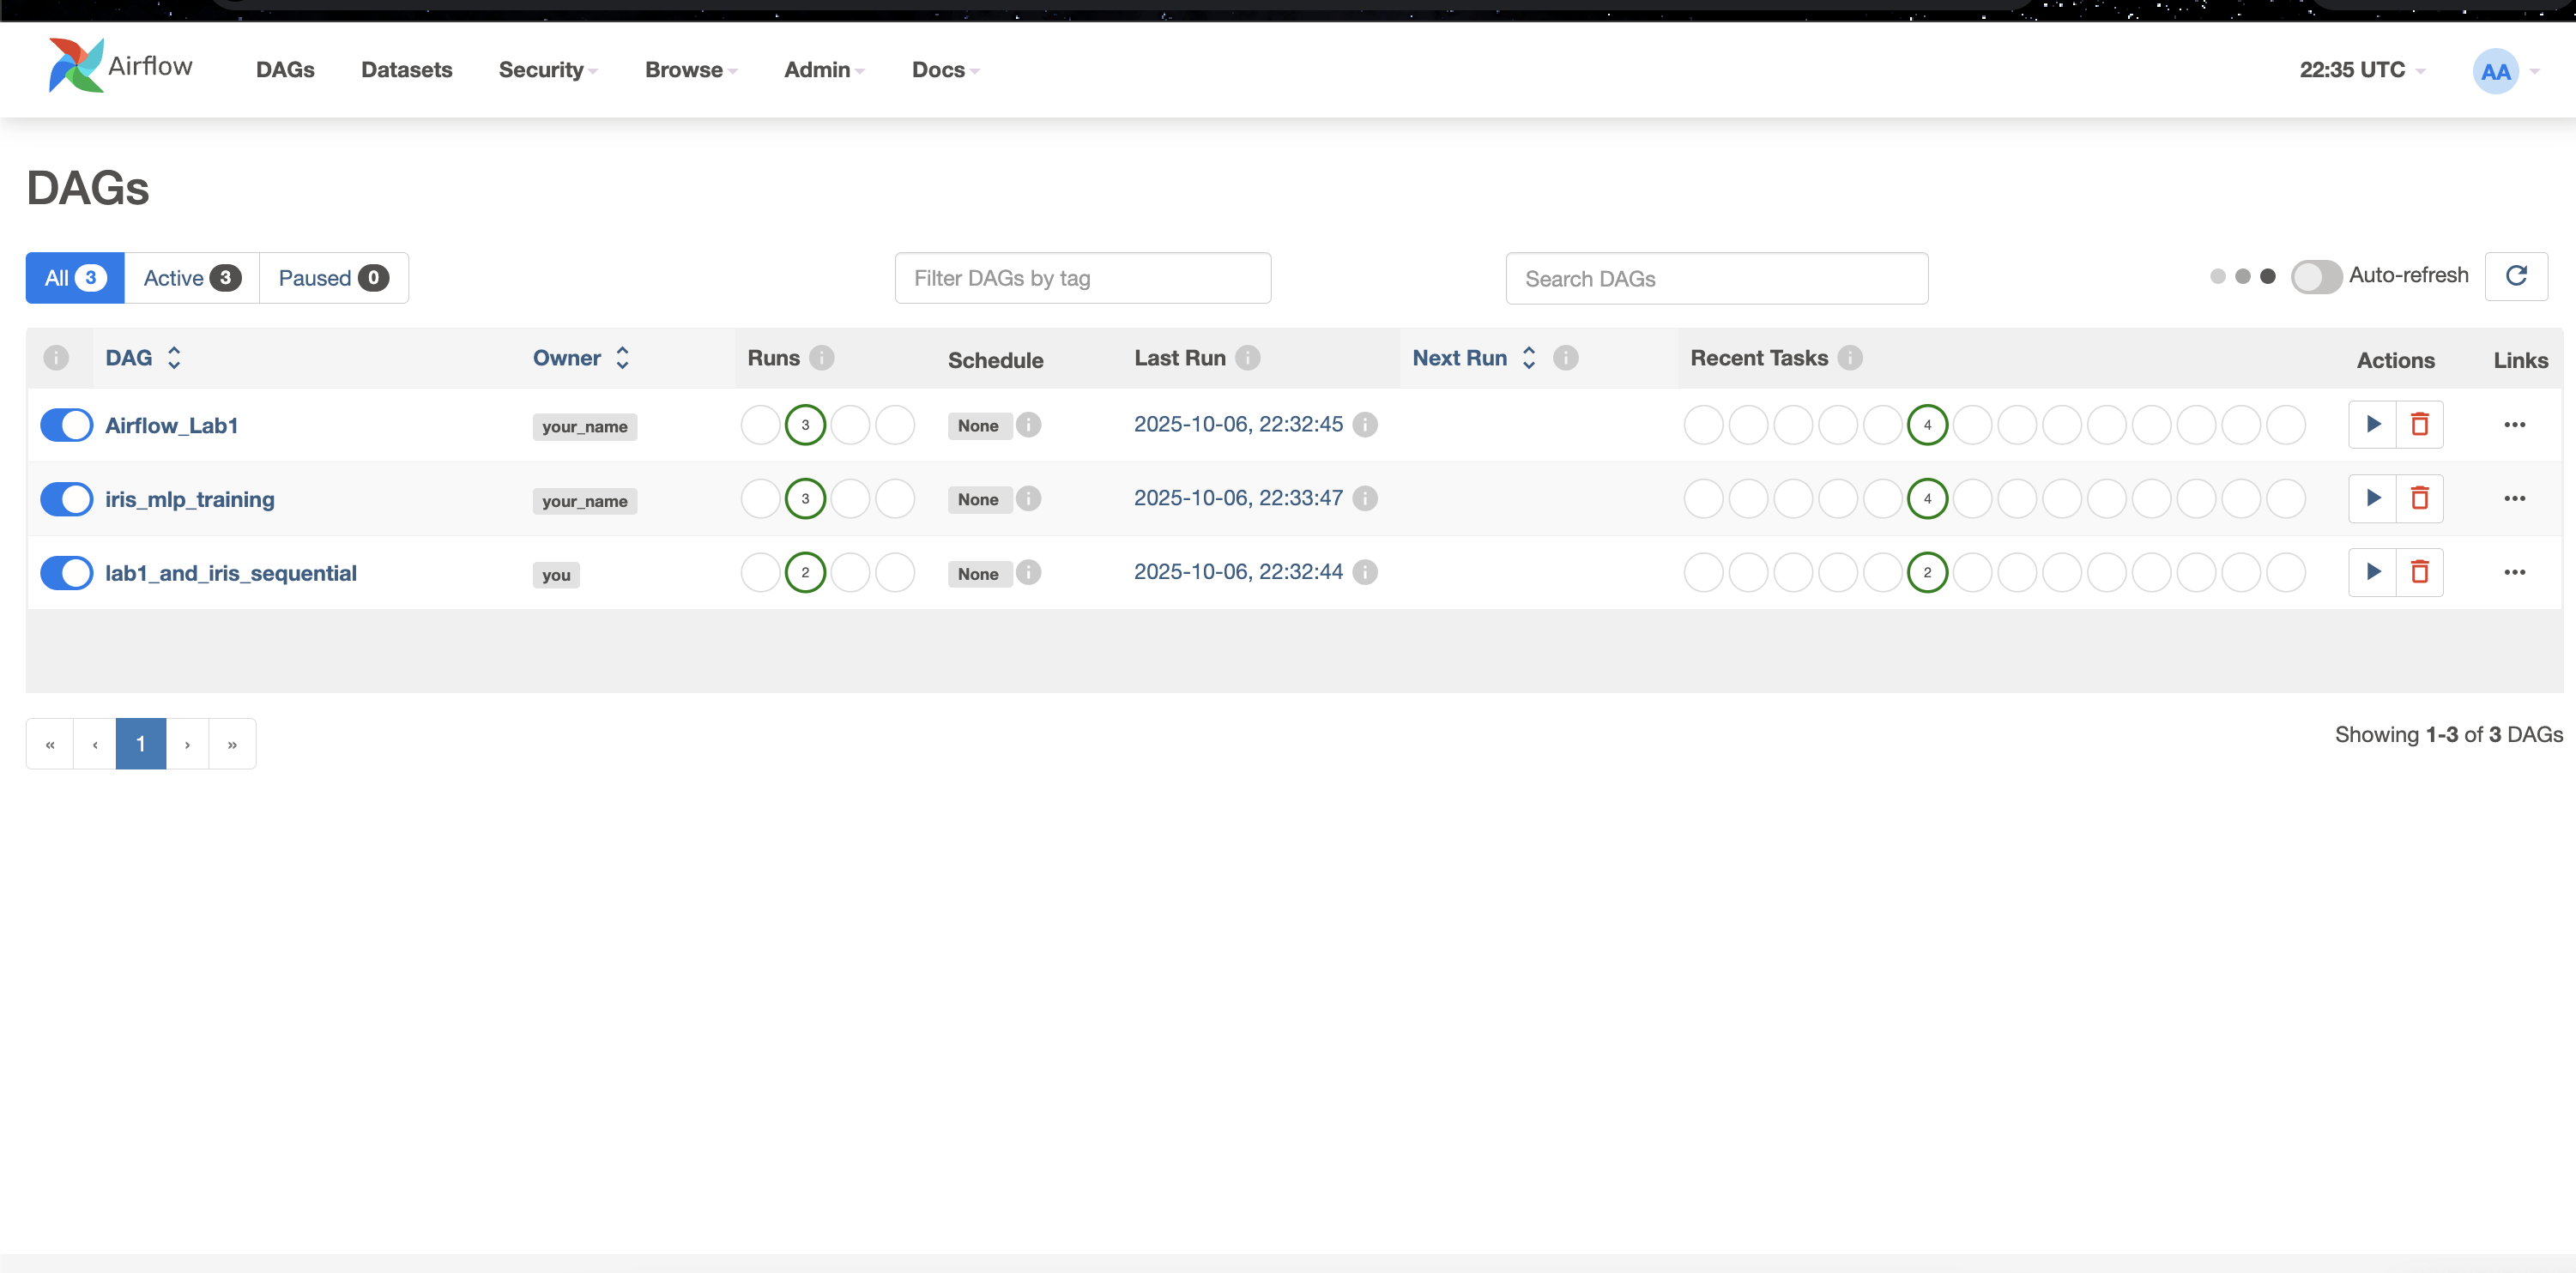 Airflow DAGs Datasets Security Browse Admin Docs 22:35 UTC AA
DAGs
All 3 Active 3 Paused 0 Filter DAGs by tag Search DAGs Auto-refresh
i DAG Owner Runs i Schedule Last Run i Next Run i Recent Tasks i Actions Links
Airflow_Lab1 your_name 3 None i 2025-10-06, 22:32:45 i 4 ...
iris_mlp_training your_name 3 None i 2025-10-06, 22:33:47 i 4 ...
lab1_and_iris_sequential you 2 None i 2025-10-06, 22:32:44 i 2 ...
« ‹ 1 › » Showing 1-3 of 3 DAGs